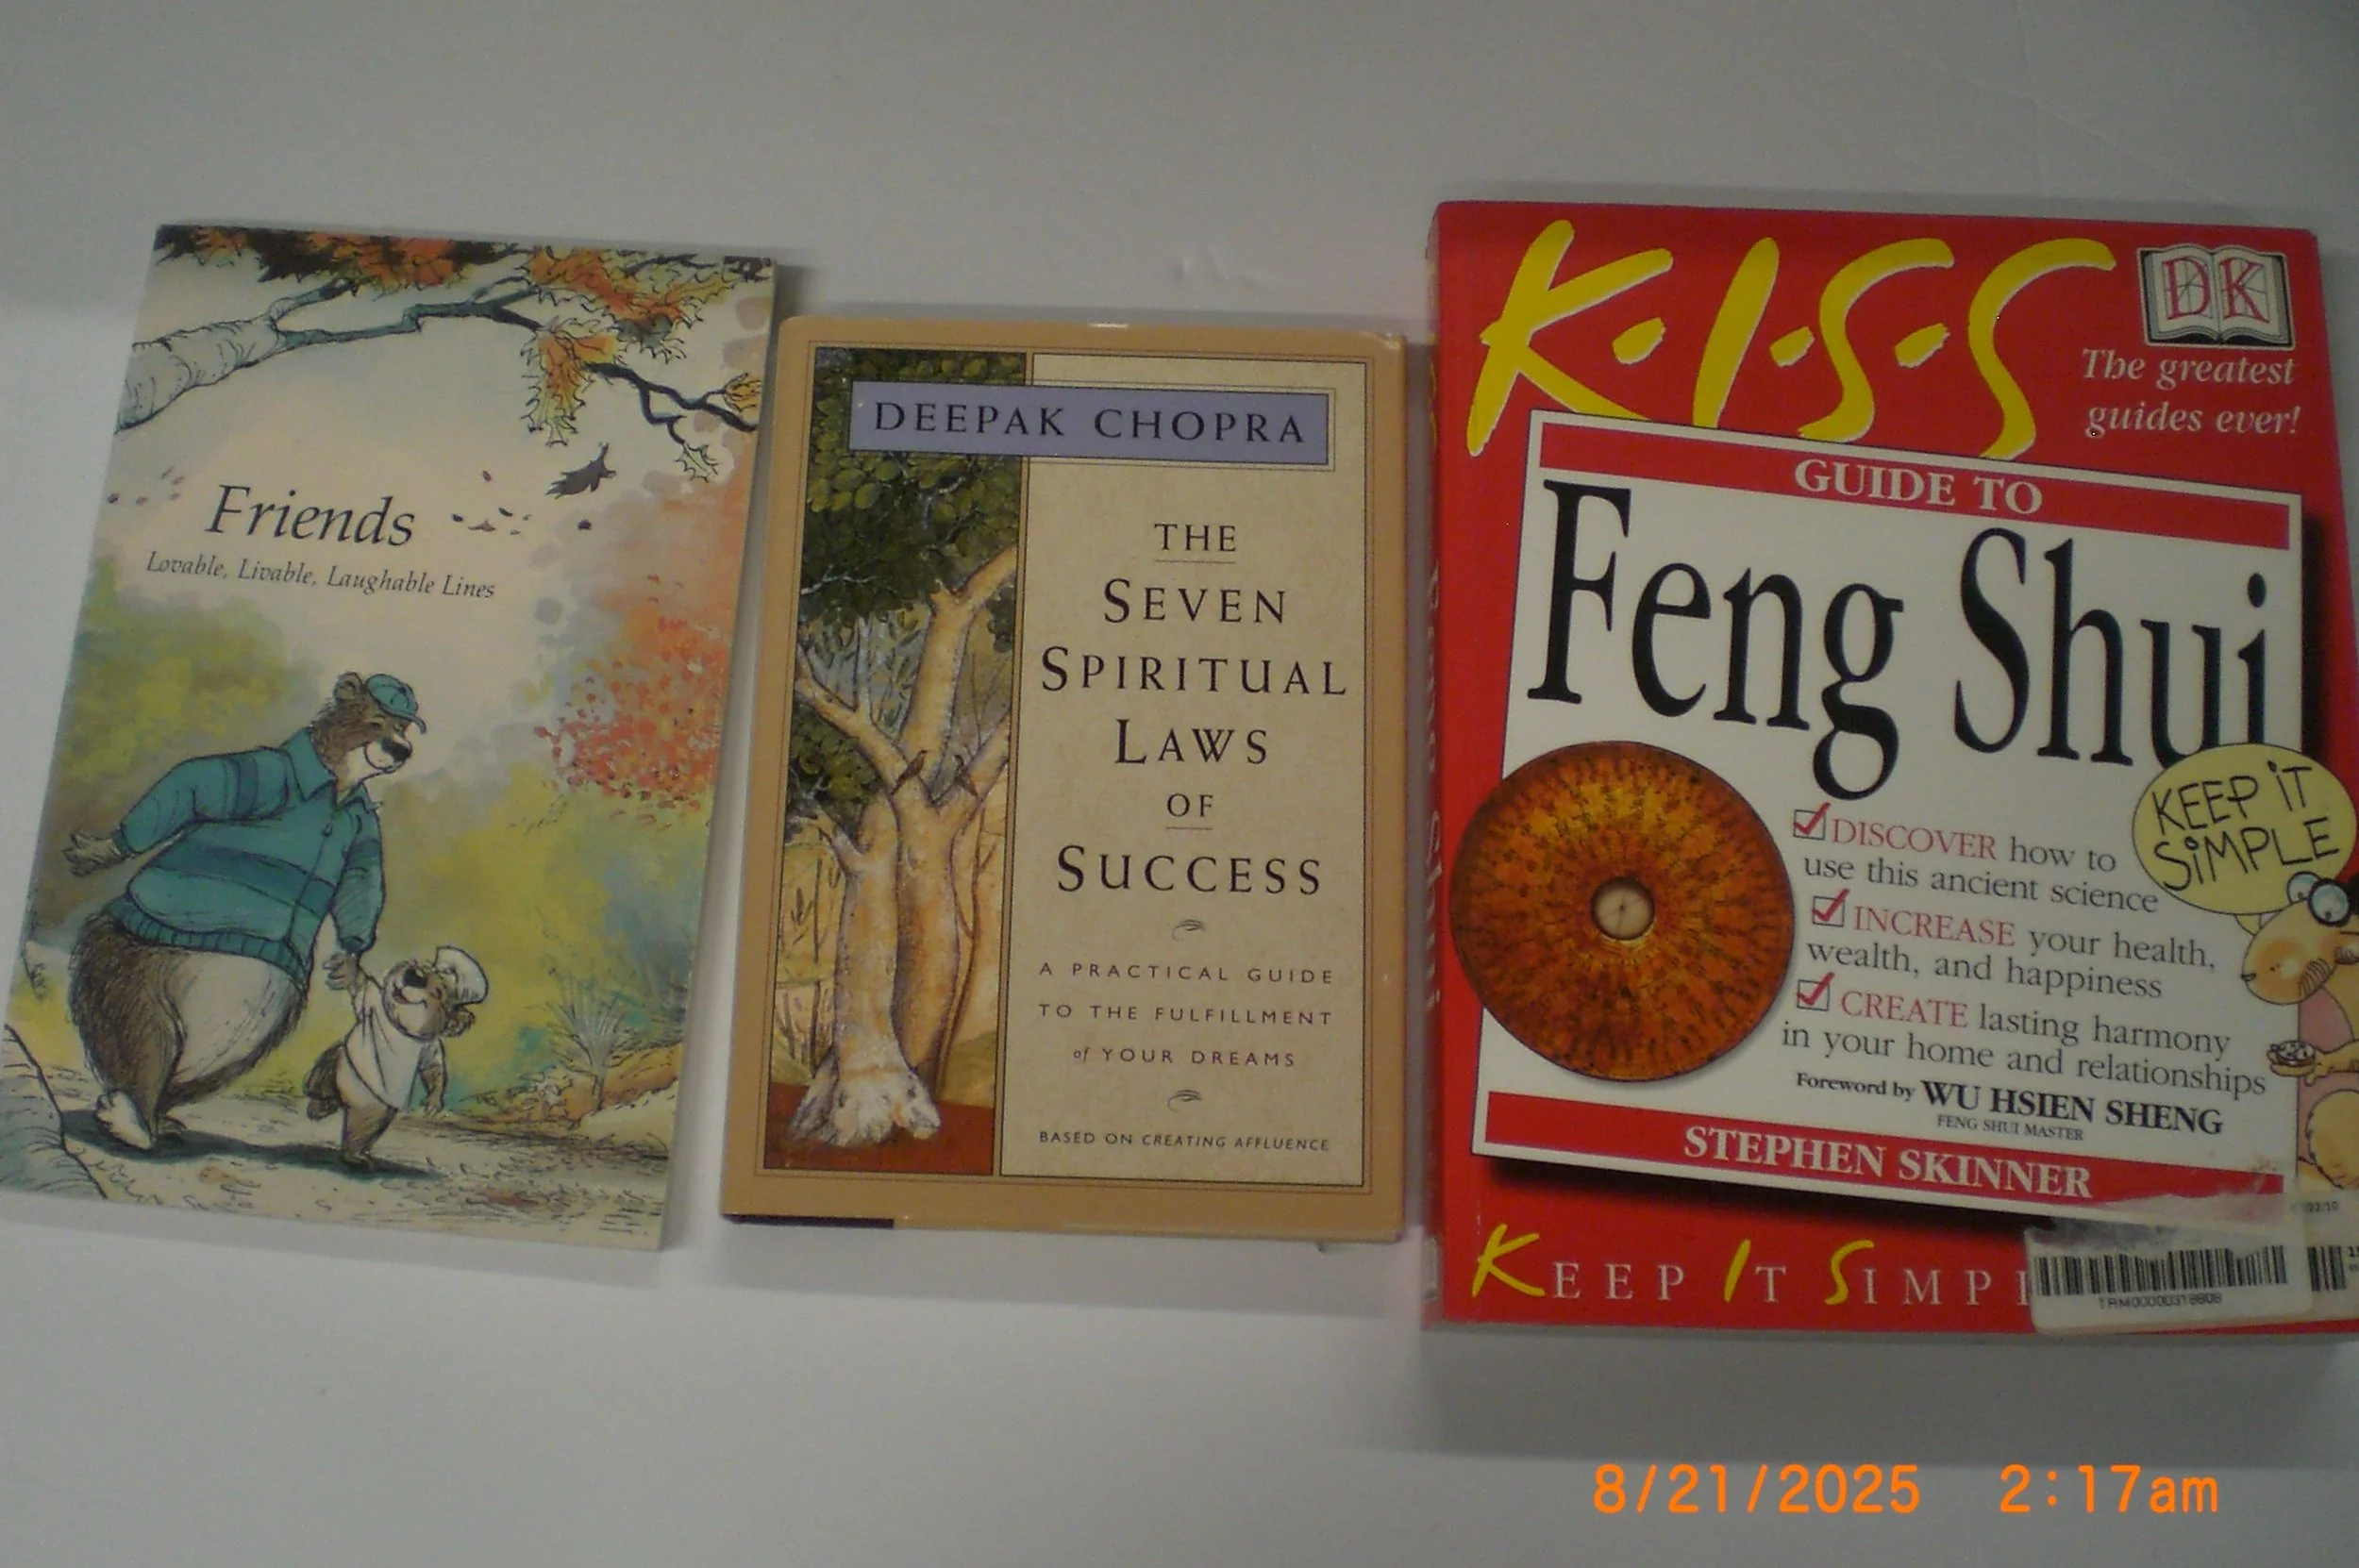 Friends
Lovable, Livable, Laughable Lines
DEEPAK CHOPRA
THE
SEVEN
SPIRITUAL
LAWS
OF
SUCCESS
A PRACTICAL GUIDE
TO THE FULFILLMENT
of YOUR DREAMS
BASED ON CREATING AFFLUENCE
K·I·S·S
DK
The greatest
guides ever!
GUIDE TO
Feng Shui
KEEP iT
SiMPLE
DISCOVER how to
use this ancient science
INCREASE your health,
wealth, and happiness
CREATE lasting harmony
in your home and relationships
Foreword by WU HSIEN SHENG
FENG SHUI MASTER
STEPHEN SKINNER
KEEP IT SIMPL
8/21/2025 2:17am